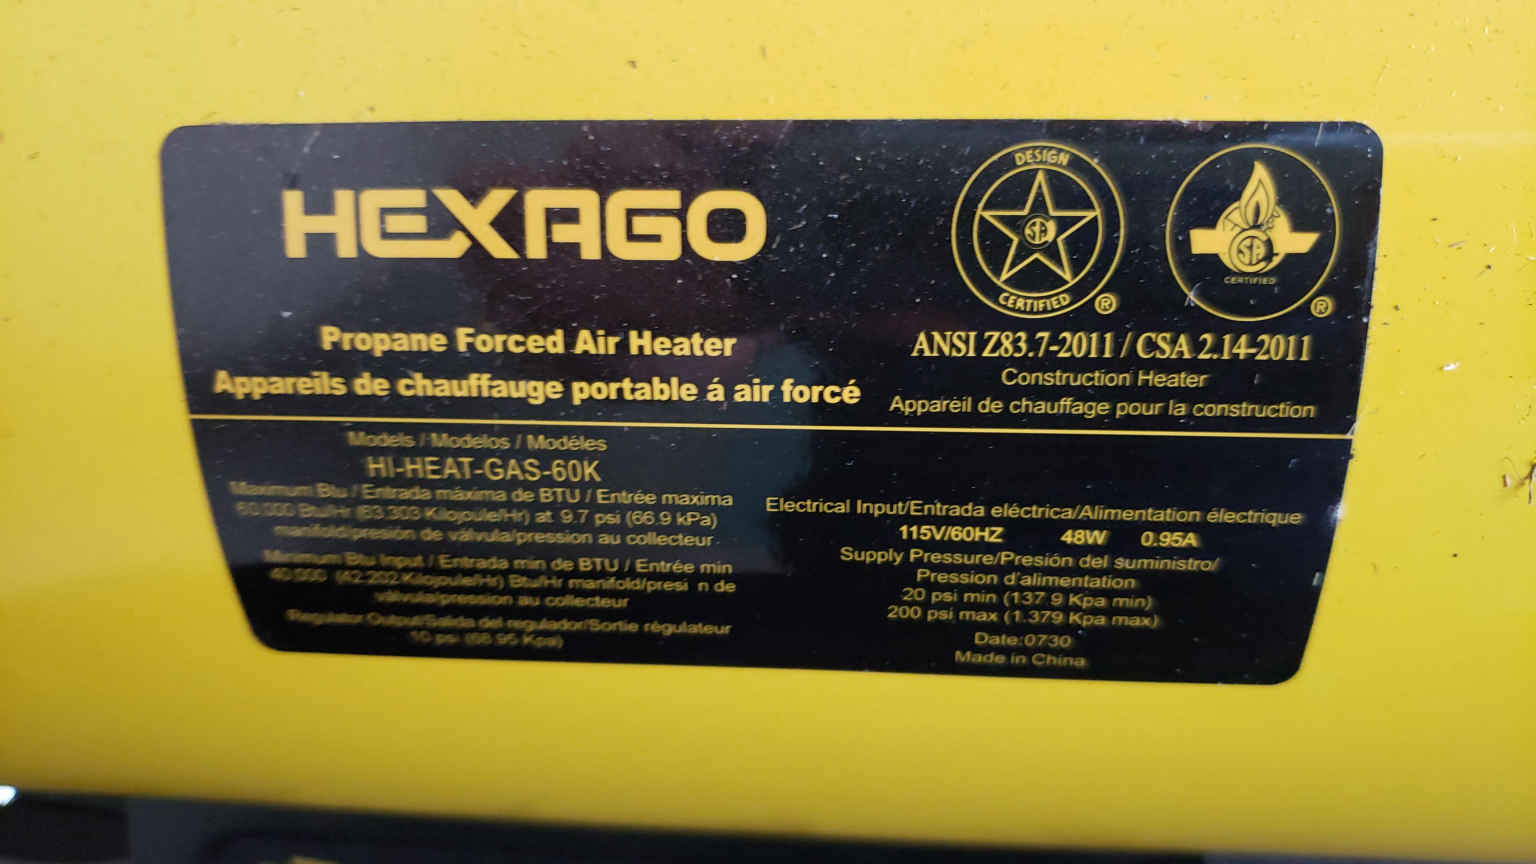 HEXAGO
Propane Forced Air Heater
Appareils de chauffauge portable á air forcé
DESIGN
CERTIFIED
®
CERTIFIED
®
ANSI Z83.7-2011 / CSA 2.14-2011
Construction Heater
Appareil de chauffage pour la construction
Models / Modelos / Modéles
HI-HEAT-GAS-60K
Maximum Btu / Entrada máxima de BTU / Entrée maxima
60,000 Btu/Hr (63.303 Kilojoule/Hr) at 9.7 psi (66.9 kPa)
manifold/presión de válvula/pression au collecteur
Minimum Btu Input / Entrada min de BTU / Entrée min
40,000 (42.202 Kilojoule/Hr) Btu/Hr manifold/presi n de
válvula/pression au collecteur
Regulator Output/Salida del regulador/Sortie régulateur
10 psi (68.95 Kpa)
Electrical Input/Entrada eléctrica/Alimentation électrique
115V/60HZ 48W 0.95A
Supply Pressure/Presión del suministro/
Pression d'alimentation
20 psi min (137.9 Kpa min)
200 psi max (1.379 Kpa max)
Date:0730
Made in China